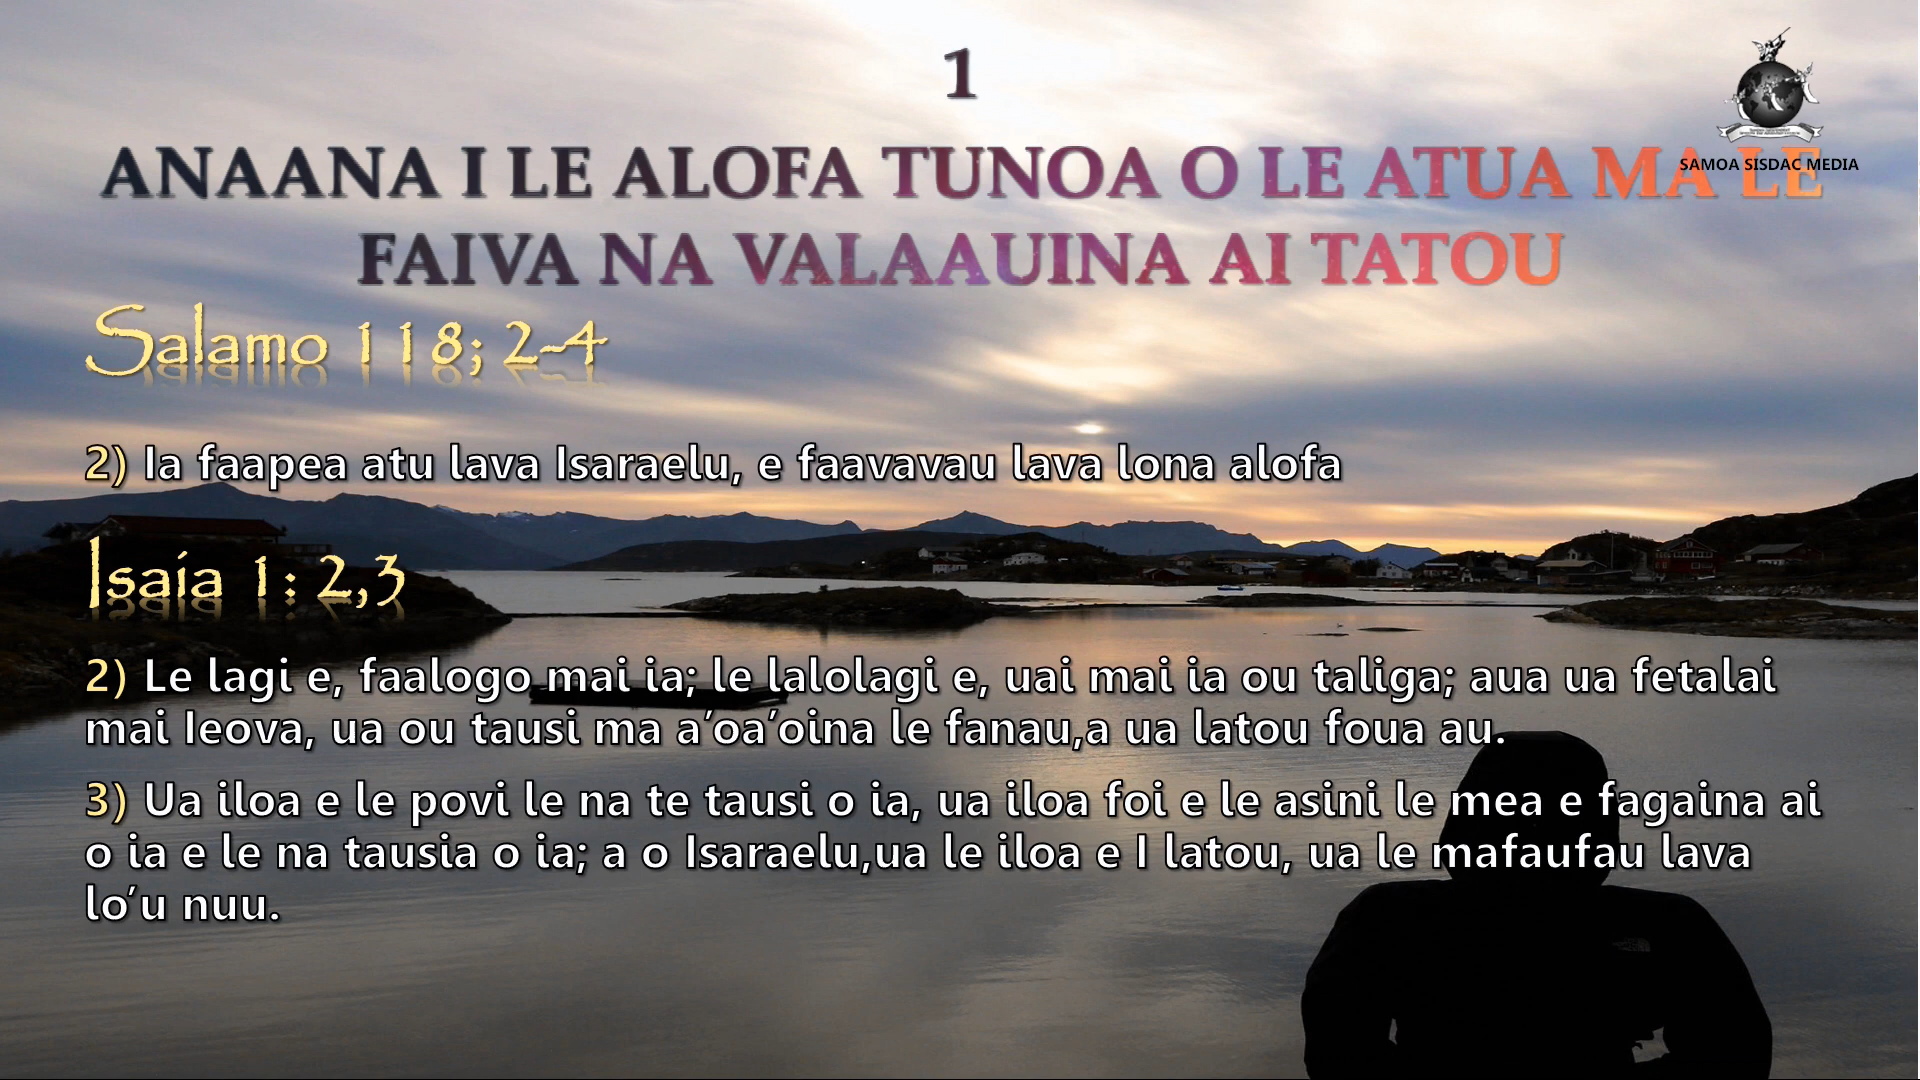 1
SAMOA SISDAC MEDIA
ANAANA I LE ALOFA TUNOA O LE ATUA MA LE
FAIVA NA VALAAUINA AI TATOU
Salamo 118; 2-4
2) Ia faapea atu lava Isaraelu, e faavavau lava lona alofa
Isaia 1: 2,3
2) Le lagi e, faalogo mai ia; le lalolagi e, uai mai ia ou taliga; aua ua fetalai
mai Ieova, ua ou tausi ma a’oa’oina le fanau,a ua latou foua au.
3) Ua iloa e le povi le na te tausi o ia, ua iloa foi e le asini le mea e fagaina ai
o ia e le na tausia o ia; a o Isaraelu,ua le iloa e I latou, ua le mafaufau lava
lo’u nuu.